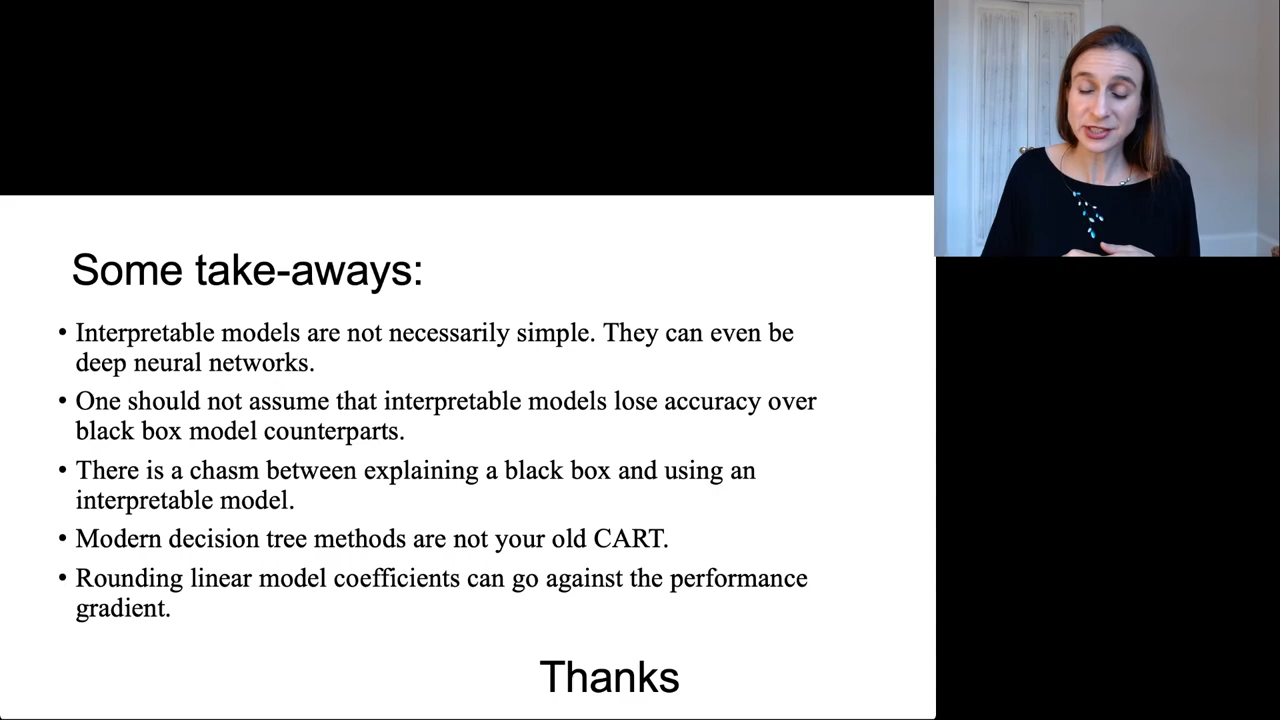 Some take-aways:
• Interpretable models are not necessarily simple. They can even be
deep neural networks.
• One should not assume that interpretable models lose accuracy over
black box model counterparts.
• There is a chasm between explaining a black box and using an
interpretable model.
• Modern decision tree methods are not your old CART.
• Rounding linear model coefficients can go against the performance
gradient.
Thanks